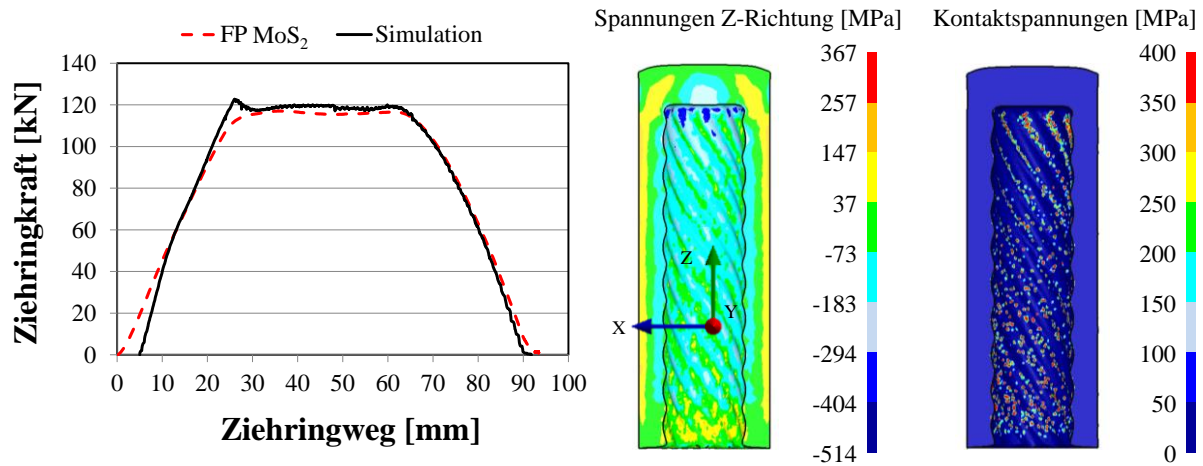 FP MoS₂
Simulation
Ziehringkraft [kN]
140
120
100
80
60
40
20
0
0 10 20 30 40 50 60 70 80 90 100
Ziehringweg [mm]
Spannungen Z-Richtung [MPa]
367
257
147
37
-73
-183
-294
-404
-514
Z
X
Y
Kontaktspannungen [MPa]
400
350
300
250
200
150
100
50
0